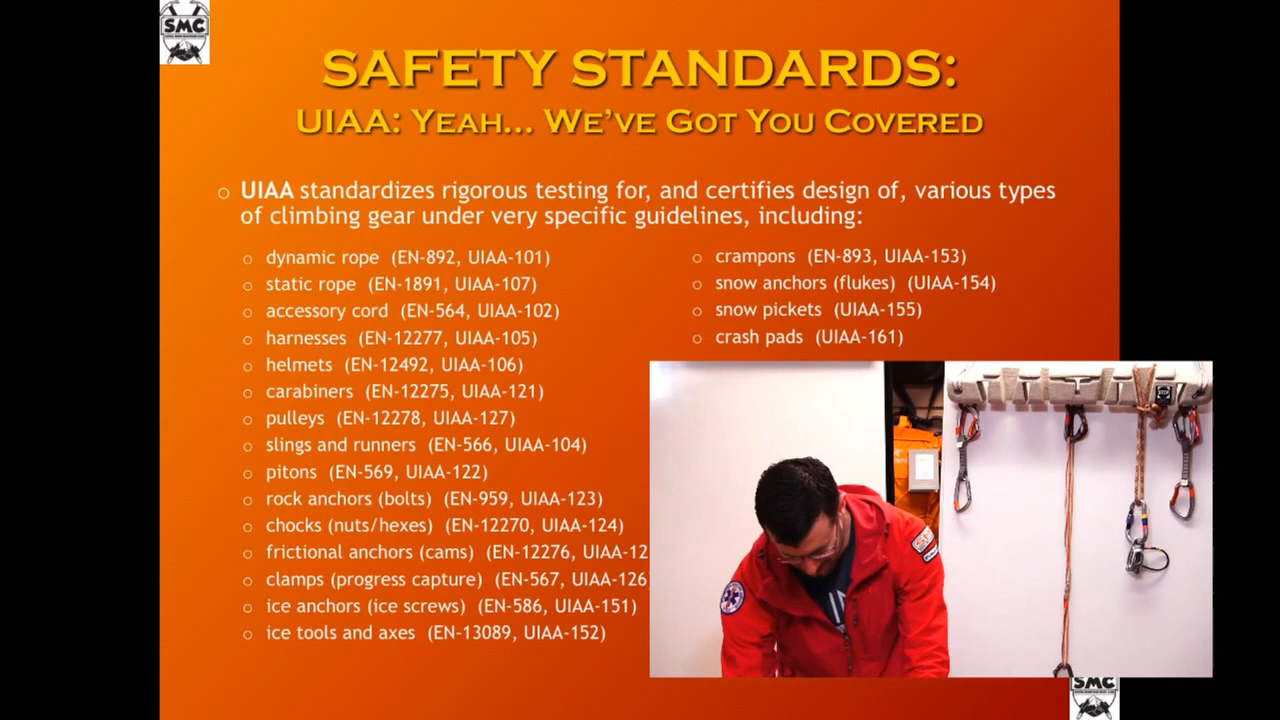 SMC
SAFETY STANDARDS:
UIAA: YEAH... WE'VE GOT YOU COVERED
UIAA standardizes rigorous testing for, and certifies design of, various types
of climbing gear under very specific guidelines, including:
dynamic rope (EN-892, UIAA-101)
static rope (EN-1891, UIAA-107)
accessory cord (EN-564, UIAA-102)
harnesses (EN-12277, UIAA-105)
helmets (EN-12492, UIAA-106)
carabiners (EN-12275, UIAA-121)
pulleys (EN-12278, UIAA-127)
slings and runners (EN-566, UIAA-104)
pitons (EN-569, UIAA-122)
rock anchors (bolts) (EN-959, UIAA-123)
chocks (nuts/hexes) (EN-12270, UIAA-124)
frictional anchors (cams) (EN-12276, UIAA-12
clamps (progress capture) (EN-567, UIAA-126
ice anchors (ice screws) (EN-586, UIAA-151)
ice tools and axes (EN-13089, UIAA-152)
crampons (EN-893, UIAA-153)
snow anchors (flukes) (UIAA-154)
snow pickets (UIAA-155)
crash pads (UIAA-161)
SMC